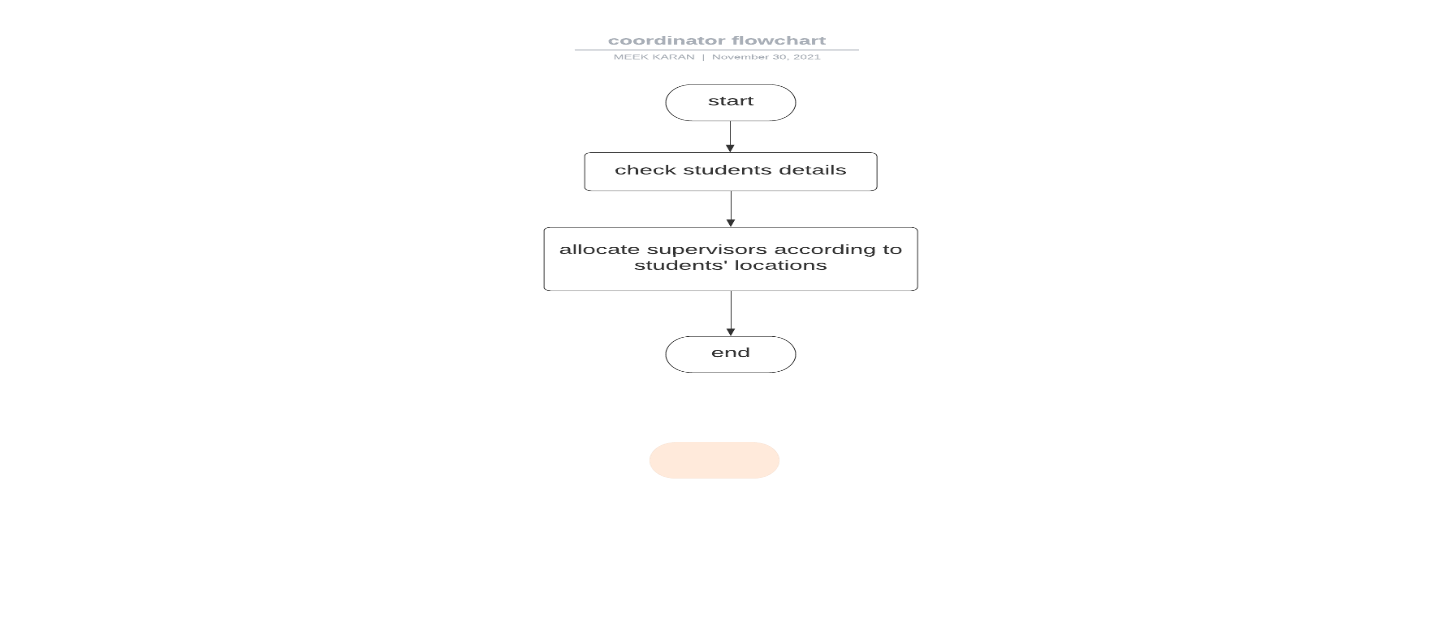 coordinator flowchart
MEEK KARAN | November 30, 2021
start
check students details
allocate supervisors according to
students' locations
end